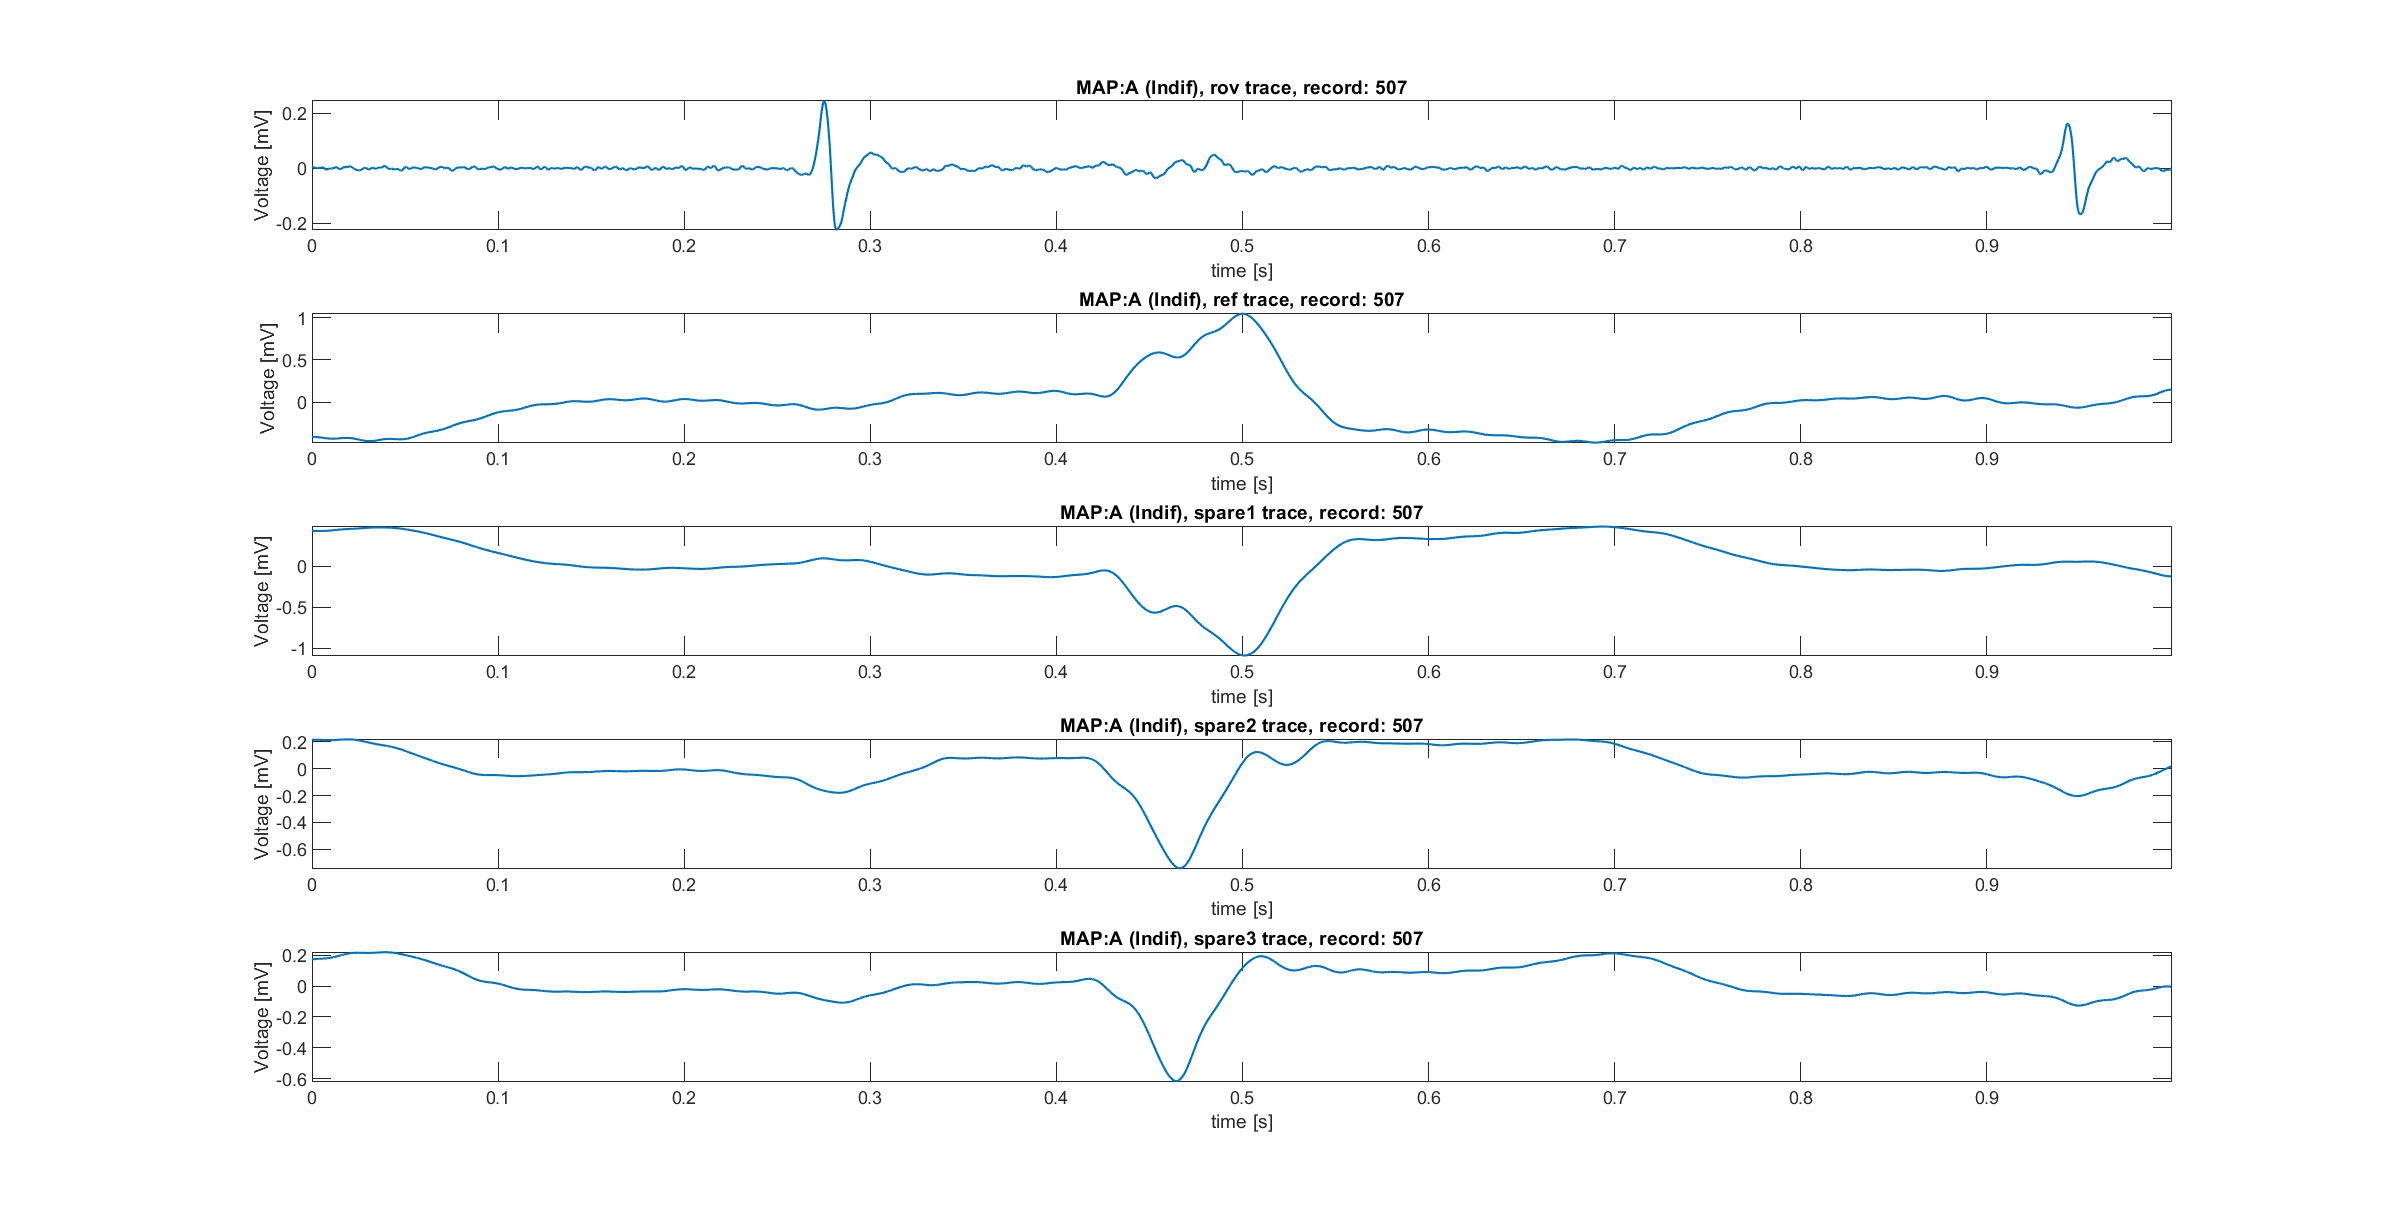 MAP:A (Indif), rov trace, record: 507
Voltage [mV]
0.2
0
-0.2
0 0.1 0.2 0.3 0.4 0.5 0.6 0.7 0.8 0.9
time [s]
MAP:A (Indif), ref trace, record: 507
Voltage [mV]
1
0.5
0
0 0.1 0.2 0.3 0.4 0.5 0.6 0.7 0.8 0.9
time [s]
MAP:A (Indif), spare1 trace, record: 507
Voltage [mV]
0
-0.5
-1
0 0.1 0.2 0.3 0.4 0.5 0.6 0.7 0.8 0.9
time [s]
MAP:A (Indif), spare2 trace, record: 507
Voltage [mV]
0.2
0
-0.2
-0.4
-0.6
0 0.1 0.2 0.3 0.4 0.5 0.6 0.7 0.8 0.9
time [s]
MAP:A (Indif), spare3 trace, record: 507
Voltage [mV]
0.2
0
-0.2
-0.4
-0.6
0 0.1 0.2 0.3 0.4 0.5 0.6 0.7 0.8 0.9
time [s]